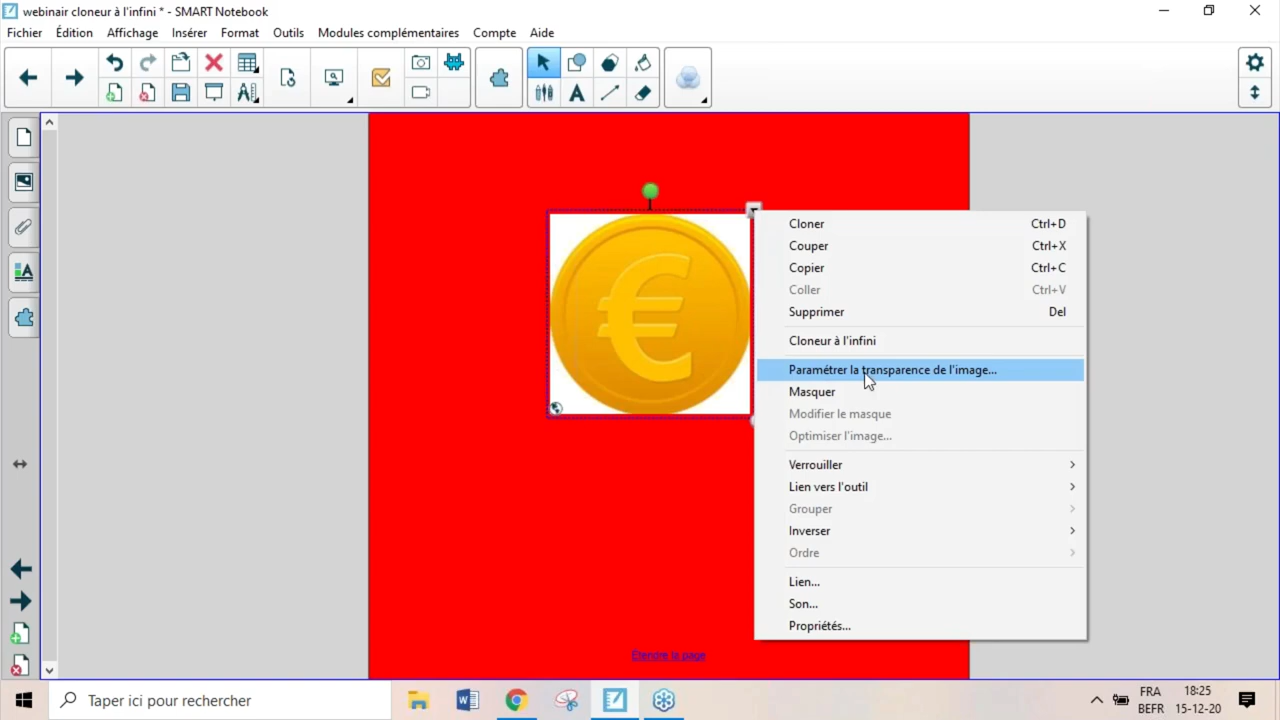 webinair cloneur à l'infini * - SMART Notebook
Fichier Édition Affichage Insérer Format Outils Modules complémentaires Compte Aide
Cloner Ctrl+D
Couper Ctrl+X
Copier Ctrl+C
Coller Ctrl+V
Supprimer Del
Cloneur à l'infini
Paramétrer la transparence de l'image...
Masquer
Modifier le masque
Optimiser l'image...
Verrouiller
Lien vers l'outil
Grouper
Inverser
Ordre
Lien...
Son...
Propriétés...
Etendre la page
Taper ici pour rechercher
FRA 18:25
BEFR 15-12-20